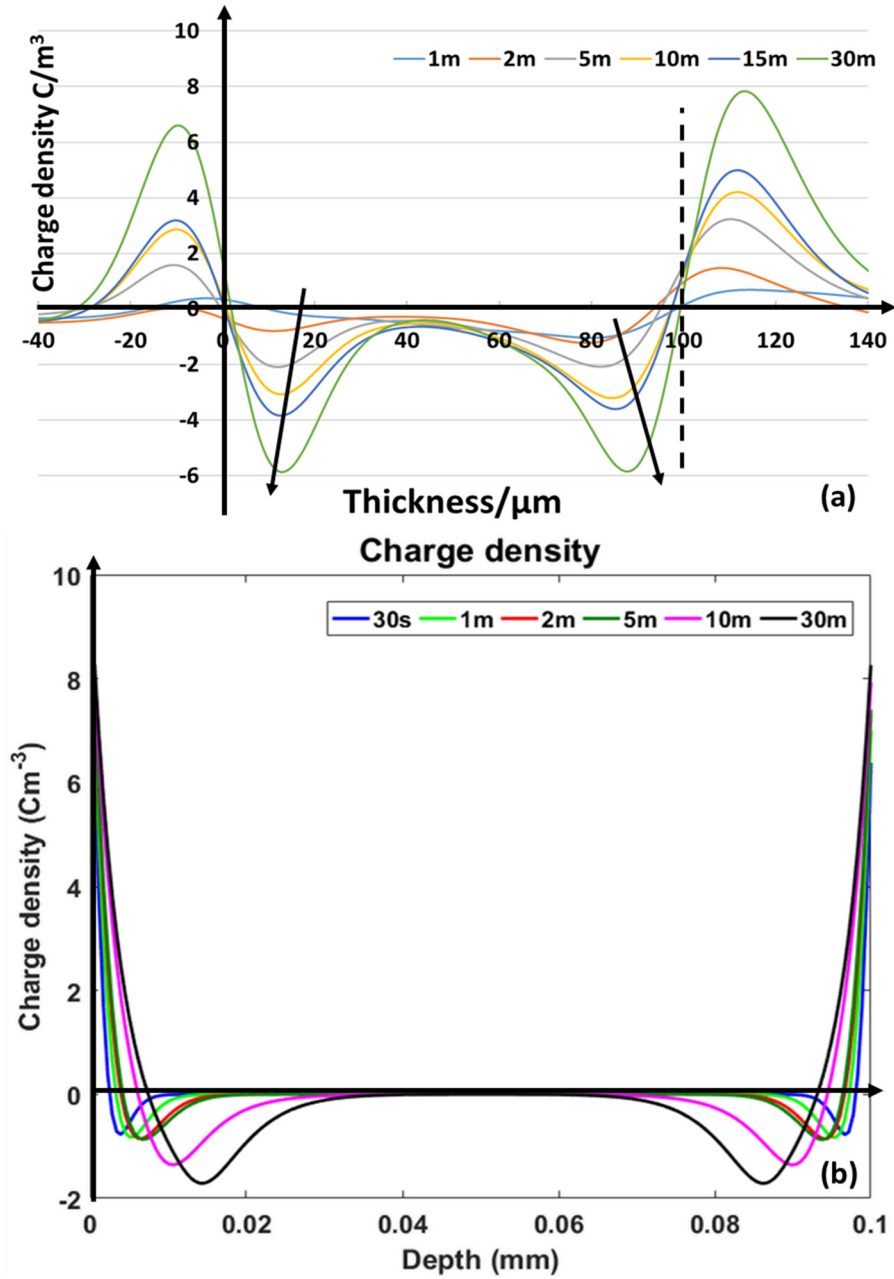 10
8
6
4
2
0
-2
-4
-6
Charge density C/m³
1m 2m 5m 10m 15m 30m
-40 -20 0 20 40 60 80 100 120 140
Thickness/μm
(a)
Charge density
10
8
6
4
2
0
-2
Charge density (Cm⁻³)
30s 1m 2m 5m 10m 30m
(b)
0 0.02 0.04 0.06 0.08 0.1
Depth (mm)